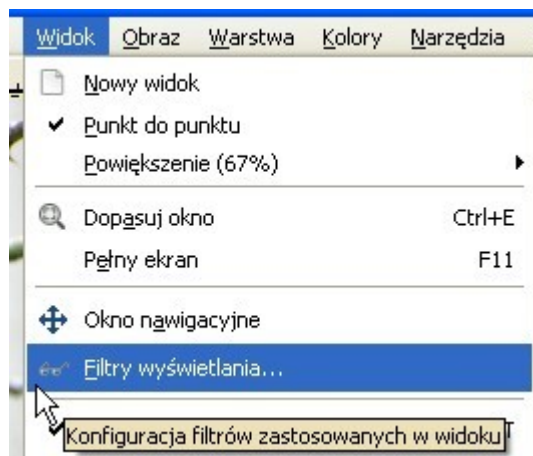 Widok Obraz Warstwa Kolory Narzędzia
Nowy widok
Punkt do punktu
Powiększenie (67%)
Dopasuj okno Ctrl+E
Pełny ekran F11
Okno nawigacyjne
Filtry wyświetlania...
Konfiguracja filtrów zastosowanych w widoku